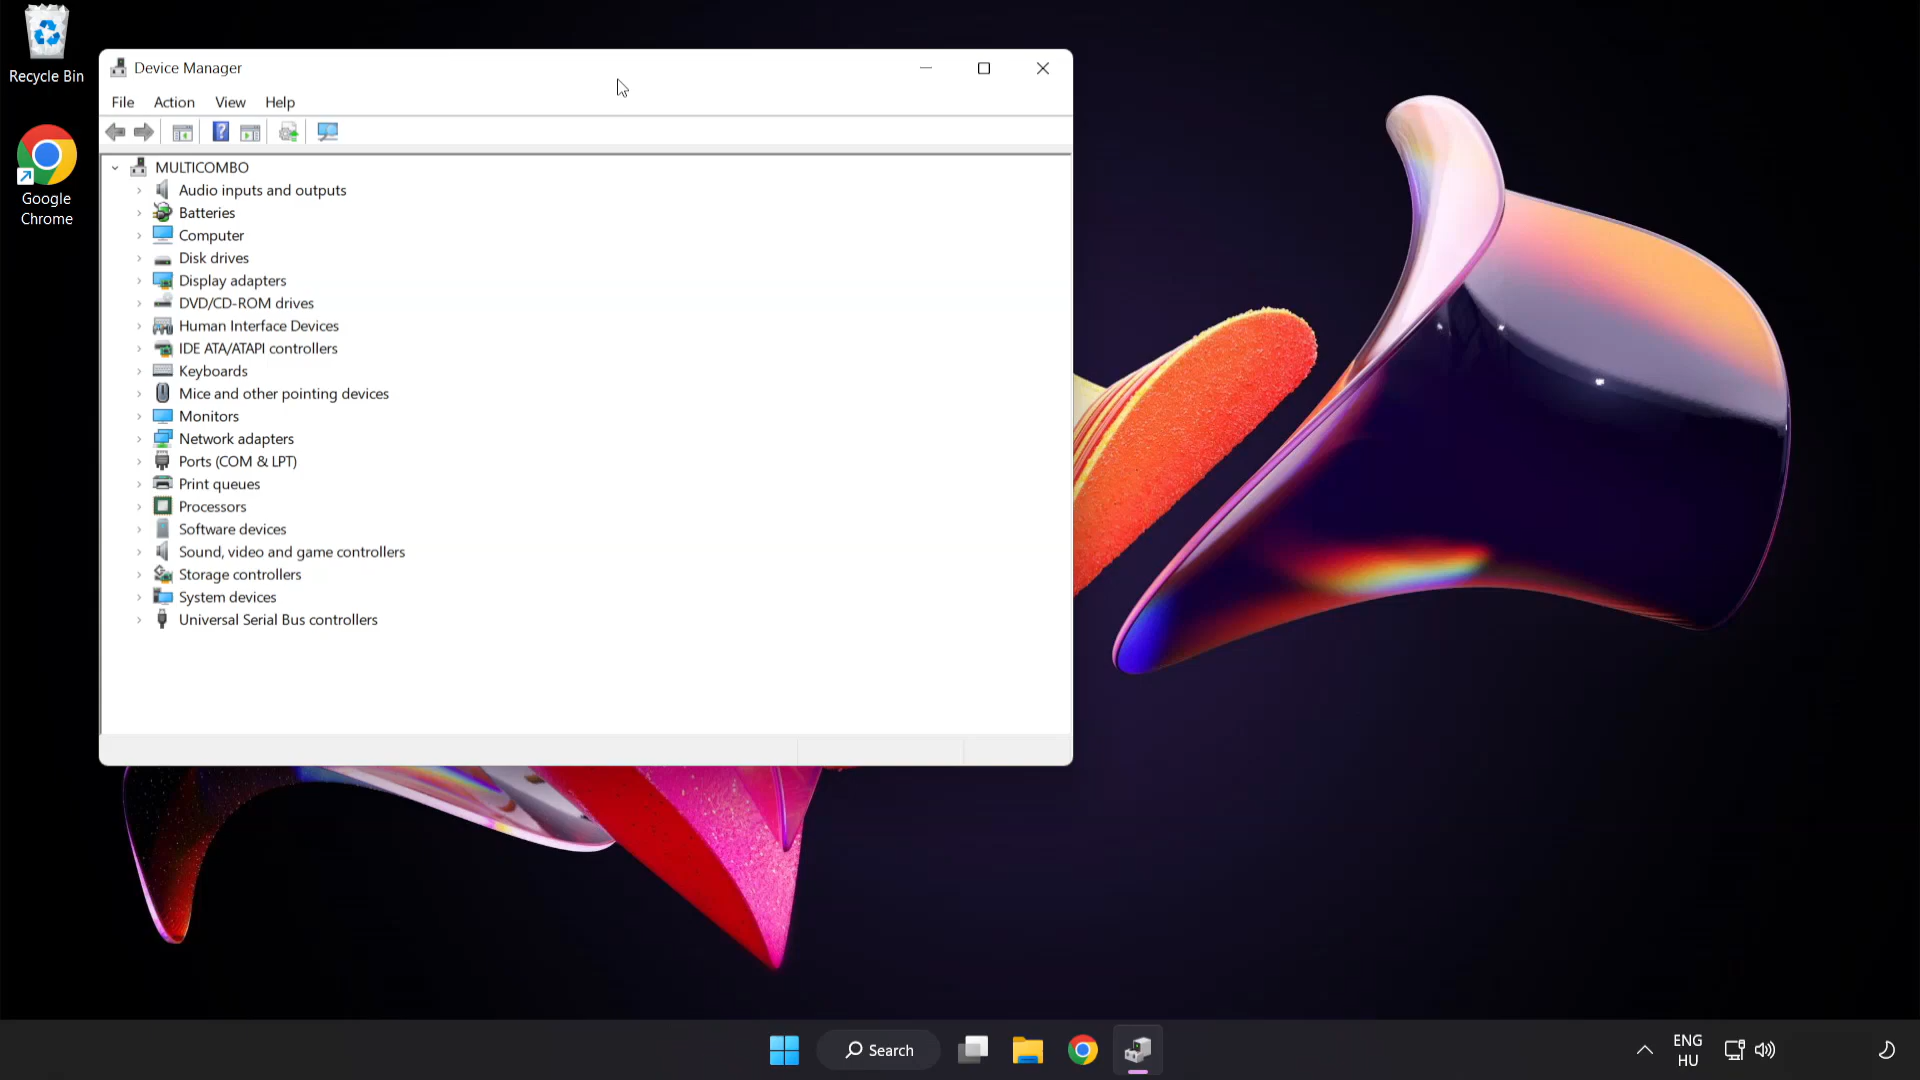 Recycle Bin
Google
Chrome
Device Manager
File Action View Help
MULTICOMBO
Audio inputs and outputs
Batteries
Computer
Disk drives
Display adapters
DVD/CD-ROM drives
Human Interface Devices
IDE ATA/ATAPI controllers
Keyboards
Mice and other pointing devices
Monitors
Network adapters
Ports (COM & LPT)
Print queues
Processors
Software devices
Sound, video and game controllers
Storage controllers
System devices
Universal Serial Bus controllers
Search
ENG
HU